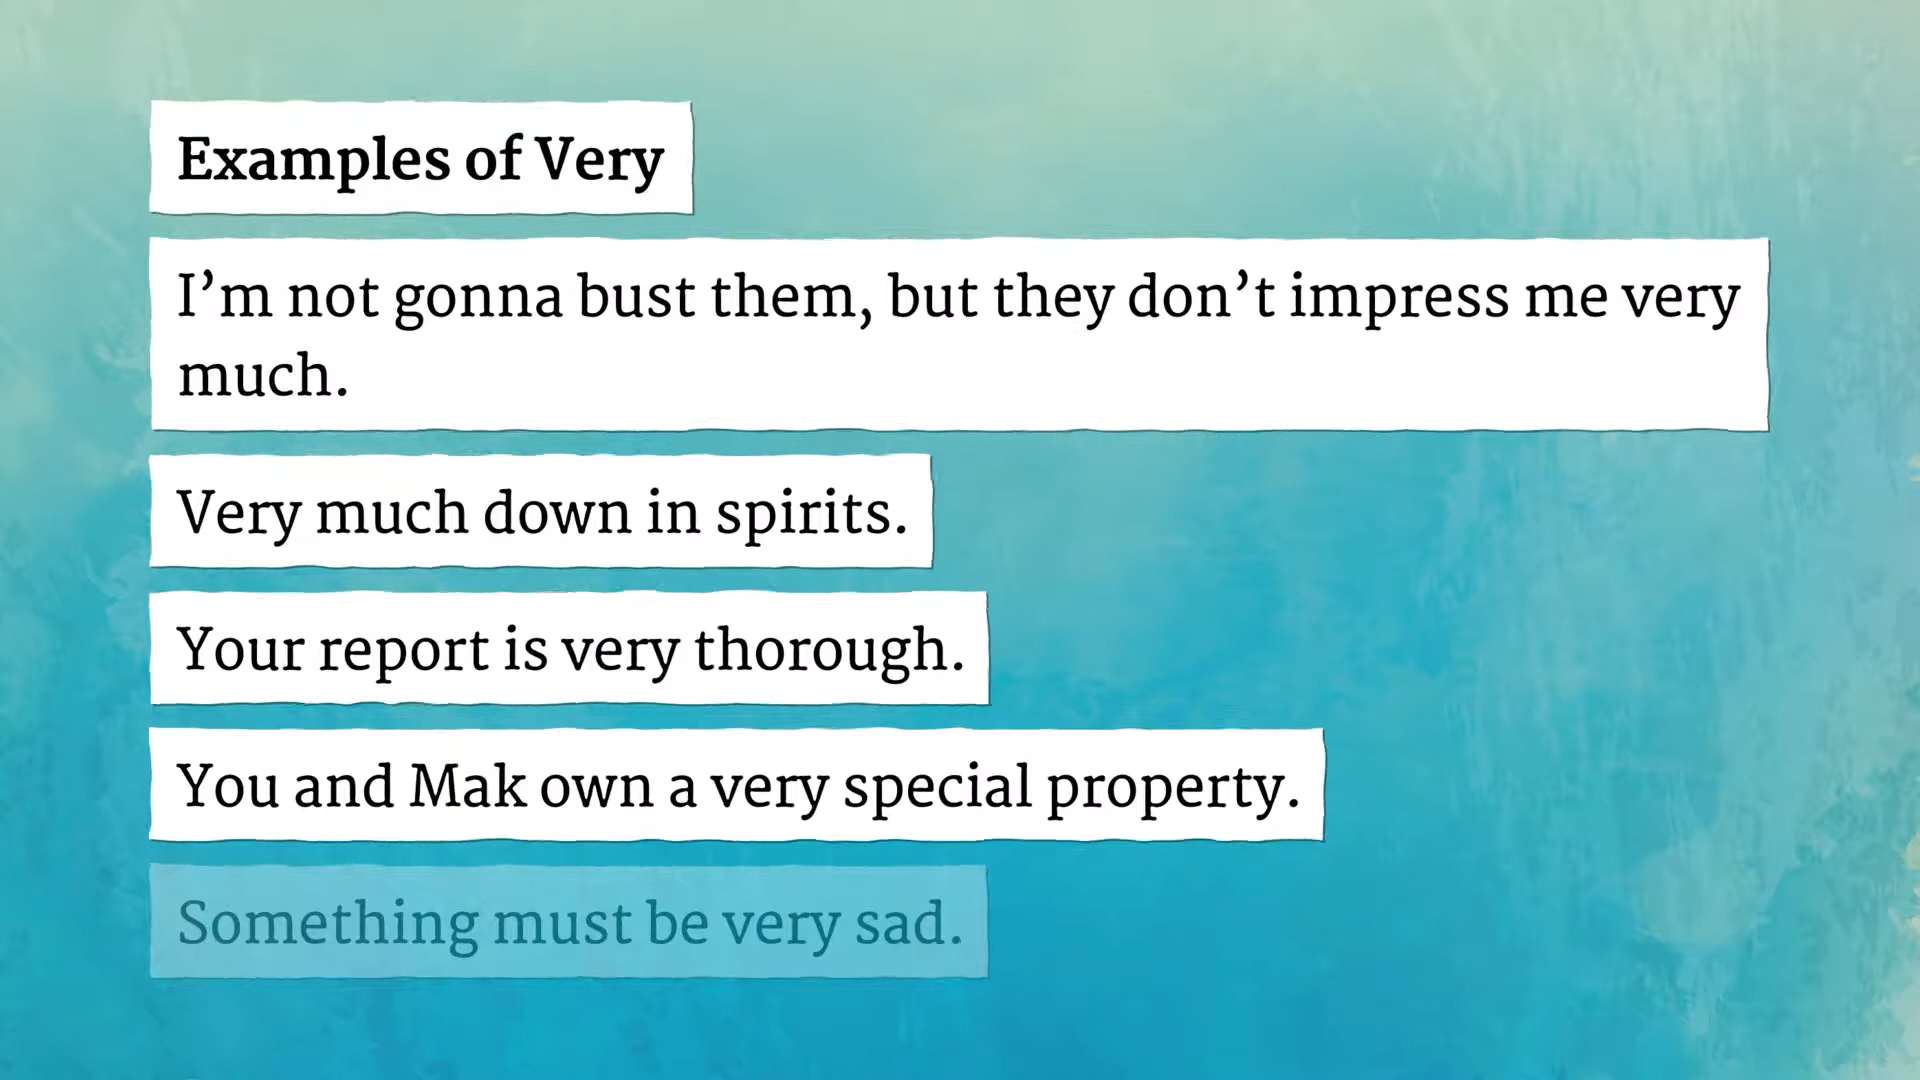 Examples of Very
I’m not gonna bust them, but they don’t impress me very
much.
Very much down in spirits.
Your report is very thorough.
You and Mak own a very special property.
Something must be very sad.